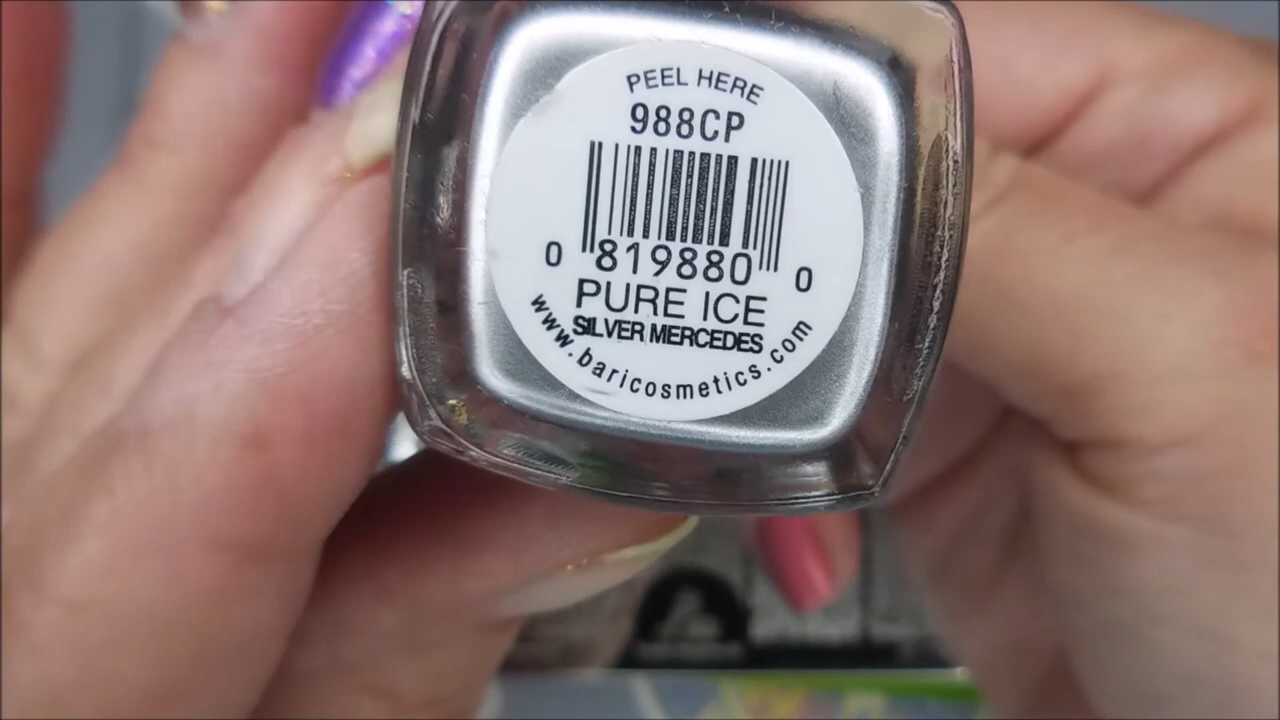 PEEL HERE
988CP
0 819880 0
PURE ICE
SILVER MERCEDES
www.baricosmetics.com